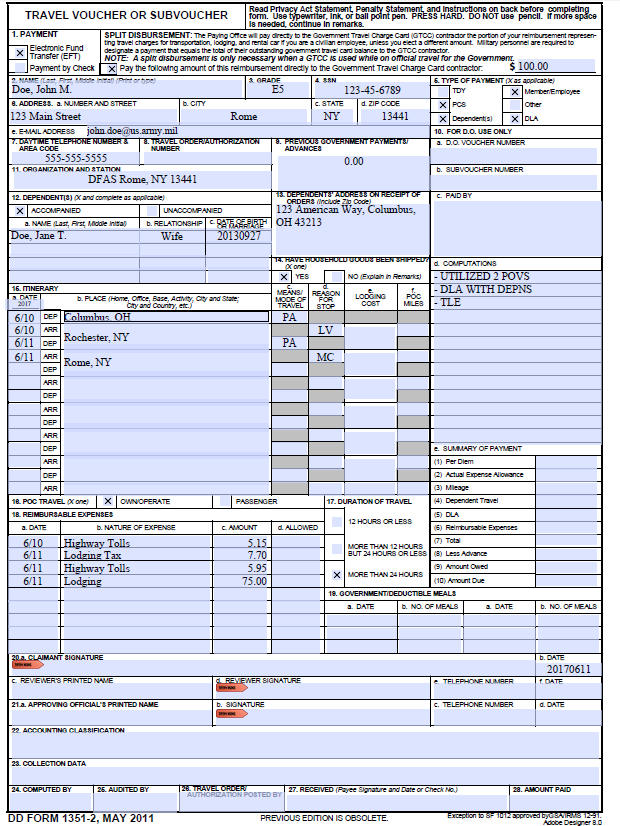 TRAVEL VOUCHER OR SUBVOUCHER
Read Privacy Act Statement, Penalty Statement, and Instructions on back before completing
form. Use typewriter, ink, or ball point pen. PRESS HARD. DO NOT use pencil. If more space
is needed, continue in remarks.
1. PAYMENT
X Electronic Fund
Transfer (EFT)
Payment by Check
SPLIT DISBURSEMENT: The Paying Office will pay directly to the Government Travel Charge Card (GTCC) contractor the portion of your reimbursement represen-
ting travel charges for transportation, lodging, and rental car if you are a civilian employee, unless you elect a different amount. Military personnel are required to
designate a payment that equals the total of their outstanding government travel card balance to the GTCC contractor.
NOTE: A split disbursement is only necessary when a GTCC is used while on official travel for the Government.
X Pay the following amount of this reimbursement directly to the Government Travel Charge Card contractor: $ 100.00
2. NAME (Last, First, Middle Initial) (Print or type)
Doe, John M.
3. GRADE
E5
4. SSN
123-45-6789
5. TYPE OF PAYMENT (X as applicable)
TDY
X Member/Employee
X PCS
Other
X Dependent(s)
X DLA
6. ADDRESS. a. NUMBER AND STREET
123 Main Street
b. CITY
Rome
c. STATE
NY
d. ZIP CODE
13441
e. E-MAIL ADDRESS john.doe@us.army.mil
7. DAYTIME TELEPHONE NUMBER &
AREA CODE
555-555-5555
8. TRAVEL ORDER/AUTHORIZATION
NUMBER
9. PREVIOUS GOVERNMENT PAYMENTS/
ADVANCES
0.00
10. FOR D.O. USE ONLY
a. D.O. VOUCHER NUMBER
b. SUBVOUCHER NUMBER
c. PAID BY
11. ORGANIZATION AND STATION
DFAS Rome, NY 13441
12. DEPENDENT(S) (X and complete as applicable)
X ACCOMPANIED
UNACCOMPANIED
a. NAME (Last, First, Middle Initial)
b. RELATIONSHIP
c. DATE OF BIRTH
OR MARRIAGE
Doe, Jane T.
Wife
20130927
13. DEPENDENTS' ADDRESS ON RECEIPT OF
ORDERS (Include Zip Code)
123 American Way, Columbus,
OH 43213
14. HAVE HOUSEHOLD GOODS BEEN SHIPPED?
(X one)
X YES
NO (Explain in Remarks)
d. COMPUTATIONS
- UTILIZED 2 POVS
- DLA WITH DEPNS
- TLE
15. ITINERARY
a. DATE
2017
b. PLACE (Home, Office, Base, Activity, City and State;
City and Country, etc.)
c.
MEANS/
MODE OF
TRAVEL
d.
REASON
FOR
STOP
e.
LODGING
COST
f.
POC
MILES
6/10 DEP Columbus, OH PA
6/10 ARR LV
Rochester, NY
6/11 DEP PA
6/11 ARR MC
Rome, NY
DEP
ARR
DEP
ARR
DEP
ARR
DEP
ARR
DEP
ARR
e. SUMMARY OF PAYMENT
(1) Per Diem
(2) Actual Expense Allowance
(3) Mileage
(4) Dependent Travel
(5) DLA
(6) Reimbursable Expenses
(7) Total
(8) Less Advance
(9) Amount Owed
(10) Amount Due
16. POC TRAVEL (X one)
X OWN/OPERATE
PASSENGER
17. DURATION OF TRAVEL
12 HOURS OR LESS
MORE THAN 12 HOURS
BUT 24 HOURS OR LESS
X MORE THAN 24 HOURS
18. REIMBURSABLE EXPENSES
a. DATE
b. NATURE OF EXPENSE
c. AMOUNT
d. ALLOWED
6/10 Highway Tolls 5.15
6/11 Lodging Tax 7.70
6/11 Highway Tolls 5.95
6/11 Lodging 75.00
19. GOVERNMENT/DEDUCTIBLE MEALS
a. DATE
b. NO. OF MEALS
a. DATE
b. NO. OF MEALS
20.a. CLAIMANT SIGNATURE
b. DATE
20170611
c. REVIEWER'S PRINTED NAME
d. REVIEWER SIGNATURE
e. TELEPHONE NUMBER
f. DATE
21.a. APPROVING OFFICIAL'S PRINTED NAME
b. SIGNATURE
c. TELEPHONE NUMBER
d. DATE
22. ACCOUNTING CLASSIFICATION
23. COLLECTION DATA
24. COMPUTED BY
25. AUDITED BY
26. TRAVEL ORDER/
AUTHORIZATION POSTED BY
27. RECEIVED (Payee Signature and Date or Check No.)
28. AMOUNT PAID
DD FORM 1351-2, MAY 2011
PREVIOUS EDITION IS OBSOLETE.
Exception to SF 1012 approved by GSA/IRMS 12-91.
Adobe Designer 8.0